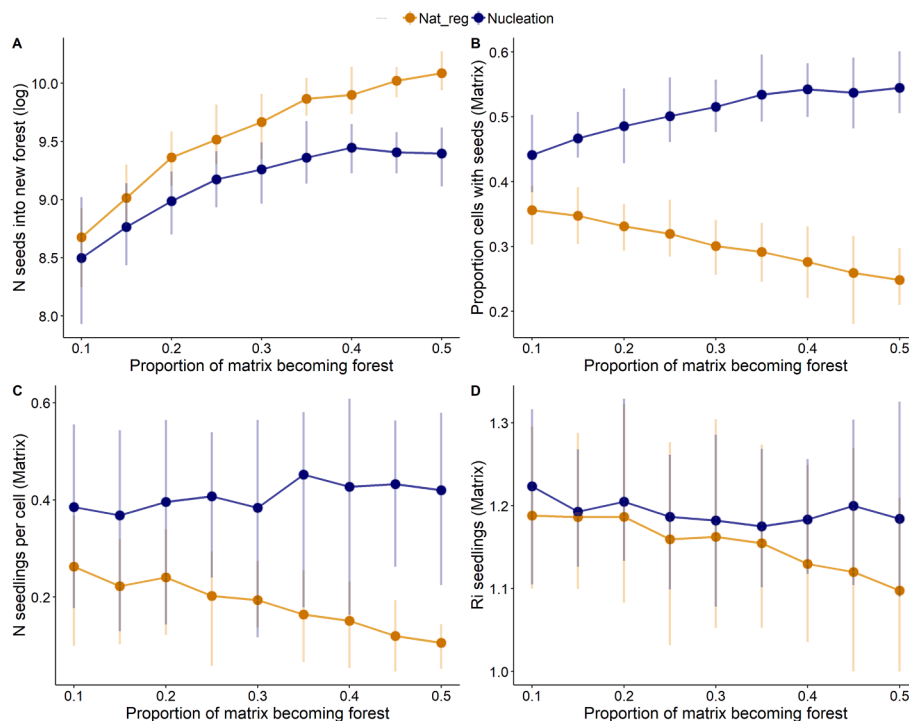 Nat_reg Nucleation
A
N seeds into new forest (log)
10.0
9.5
9.0
8.5
8.0
0.1 0.2 0.3 0.4 0.5
Proportion of matrix becoming forest
B
Proportion cells with seeds (Matrix)
0.6
0.5
0.4
0.3
0.2
0.1 0.2 0.3 0.4 0.5
Proportion of matrix becoming forest
C
N seedlings per cell (Matrix)
0.6
0.4
0.2
0.1 0.2 0.3 0.4 0.5
Proportion of matrix becoming forest
D
Ri seedlings (Matrix)
1.3
1.2
1.1
1.0
0.1 0.2 0.3 0.4 0.5
Proportion of matrix becoming forest